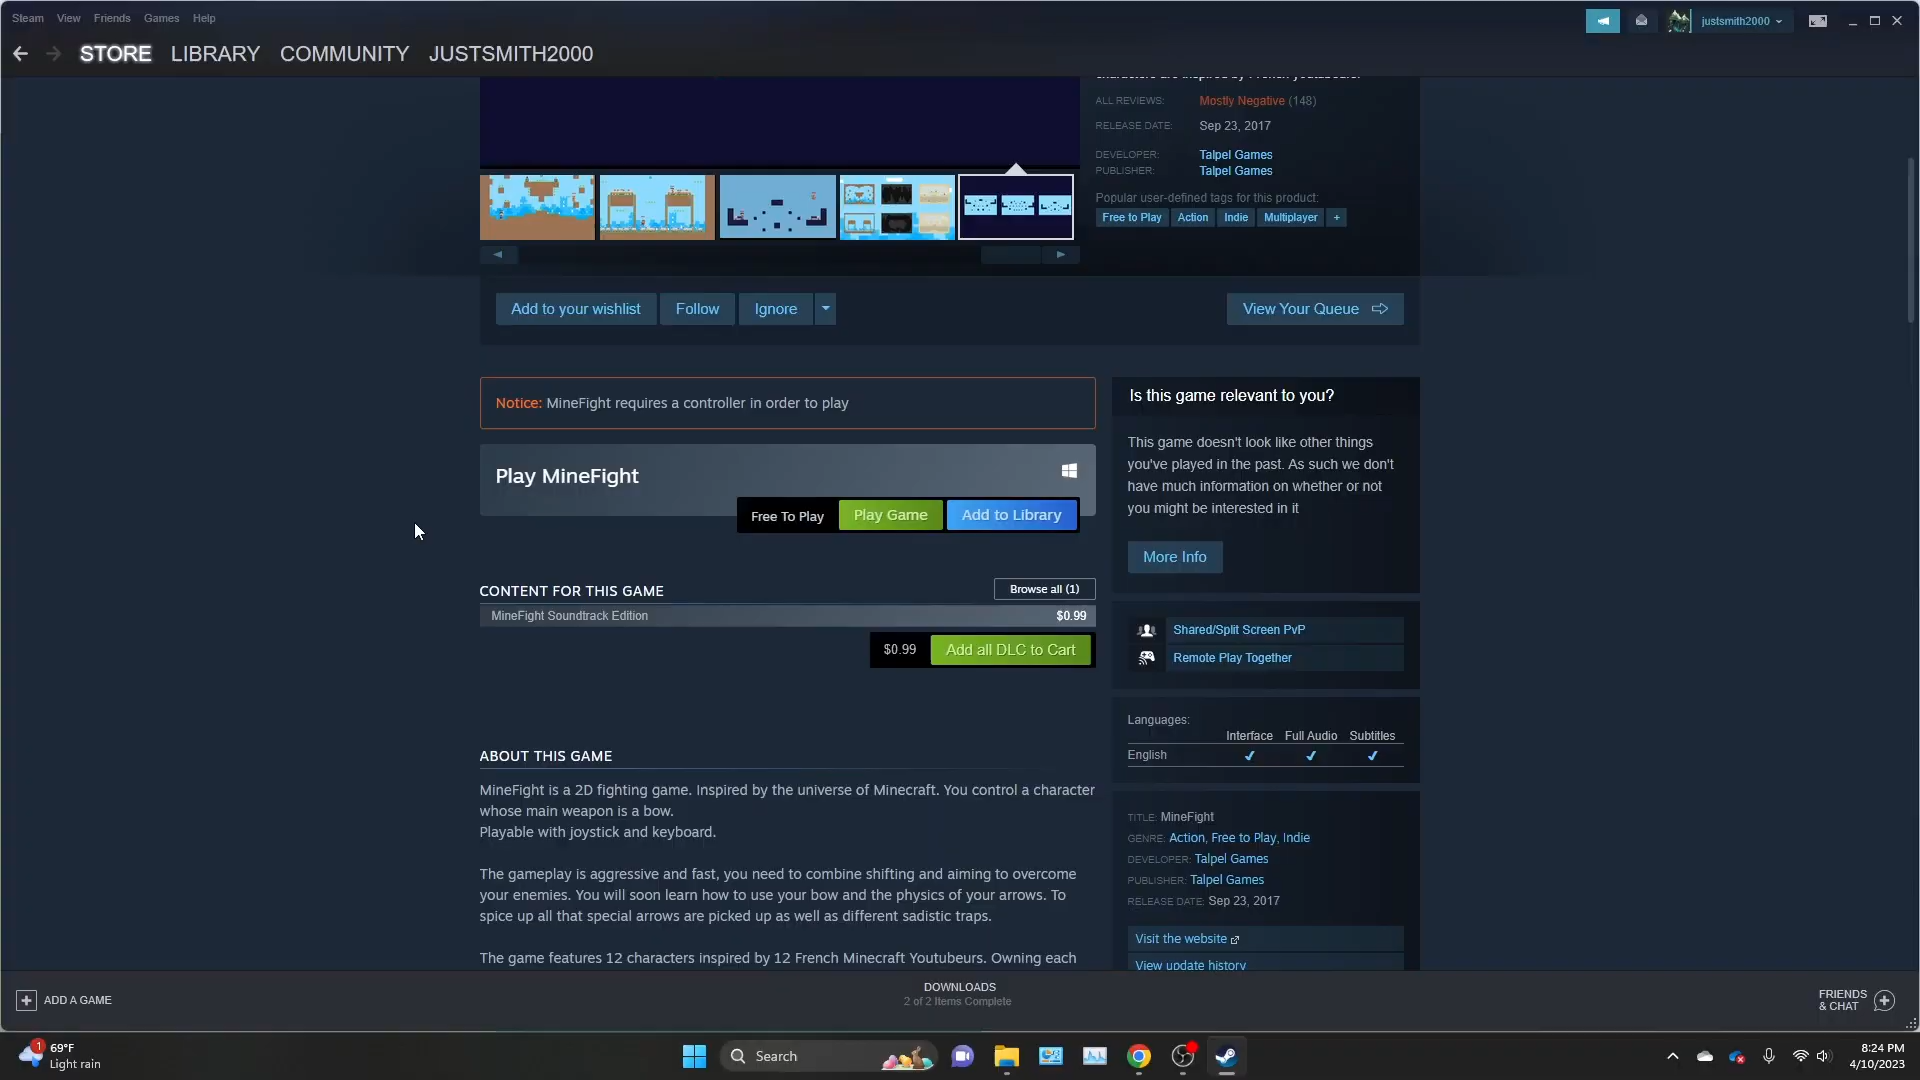 Steam View Friends Games Help
justsmith2000
STORE LIBRARY COMMUNITY JUSTSMITH2000
characters are inspired by French youtubeurs.
ALL REVIEWS: Mostly Negative (148)
RELEASE DATE: Sep 23, 2017
DEVELOPER: Talpel Games
PUBLISHER: Talpel Games
Popular user-defined tags for this product:
Free to Play Action Indie Multiplayer +
Add to your wishlist Follow Ignore View Your Queue
Notice: MineFight requires a controller in order to play
Play MineFight
Free To Play Play Game Add to Library
CONTENT FOR THIS GAME Browse all (1)
MineFight Soundtrack Edition $0.99
$0.99 Add all DLC to Cart
ABOUT THIS GAME
MineFight is a 2D fighting game. Inspired by the universe of Minecraft. You control a character
whose main weapon is a bow.
Playable with joystick and keyboard.
The gameplay is aggressive and fast, you need to combine shifting and aiming to overcome
your enemies. You will soon learn how to use your bow and the physics of your arrows. To
spice up all that special arrows are picked up as well as different sadistic traps.
The game features 12 characters inspired by 12 French Minecraft Youtubeurs. Owning each
Is this game relevant to you?
This game doesn't look like other things
you've played in the past. As such we don't
have much information on whether or not
you might be interested in it
More Info
Shared/Split Screen PvP
Remote Play Together
Languages:
Interface Full Audio Subtitles
English ✔ ✔ ✔
TITLE: MineFight
GENRE: Action, Free to Play, Indie
DEVELOPER: Talpel Games
PUBLISHER: Talpel Games
RELEASE DATE: Sep 23, 2017
Visit the website
View update history
ADD A GAME
DOWNLOADS
2 of 2 Items Complete
FRIENDS
& CHAT
1
69°F
Light rain
Search
8:24 PM
4/10/2023